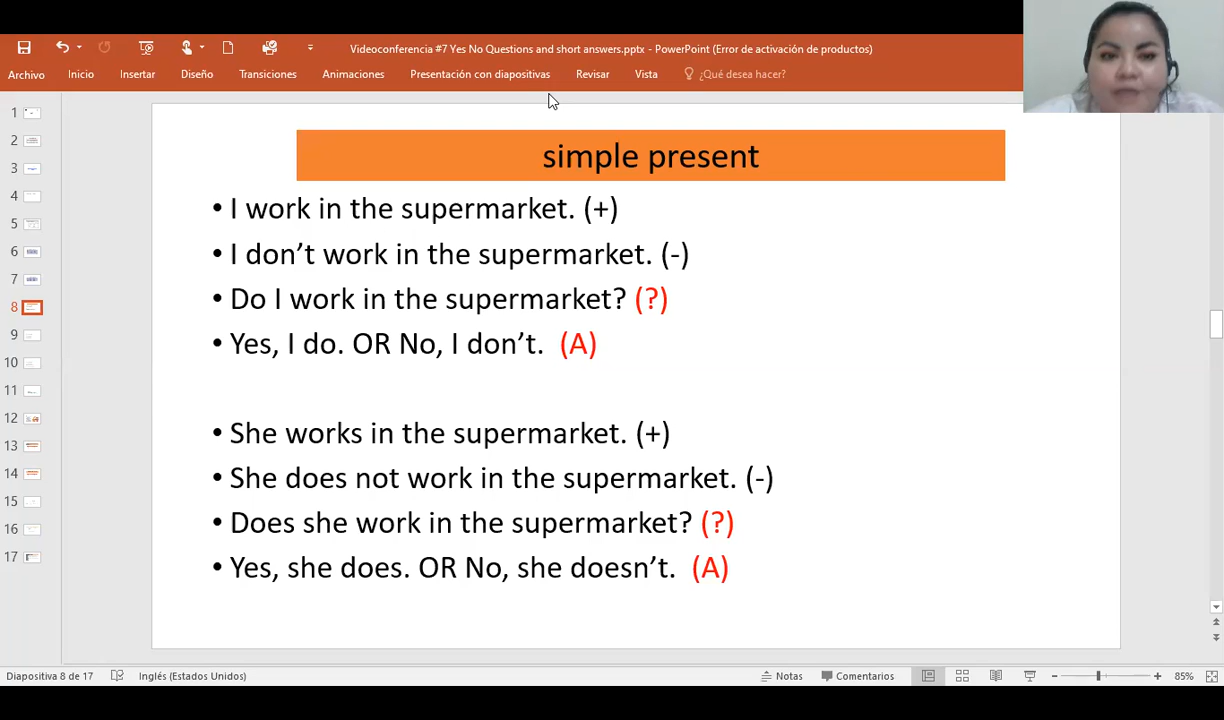 Videoconferencia #7 Yes No Questions and short answers.pptx - PowerPoint (Error de activación de productos)
Archivo Inicio Insertar Diseño Transiciones Animaciones Presentación con diapositivas Revisar Vista ¿Qué desea hacer?
1
2
3
4
5
6
7
8
9
10
11
12
13
14
15
16
17
simple present
• I work in the supermarket. (+)
• I don’t work in the supermarket. (-)
• Do I work in the supermarket? (?)
• Yes, I do. OR No, I don’t. (A)
• She works in the supermarket. (+)
• She does not work in the supermarket. (-)
• Does she work in the supermarket? (?)
• Yes, she does. OR No, she doesn’t. (A)
Diapositiva 8 de 17 Inglés (Estados Unidos) Notas Comentarios 85%